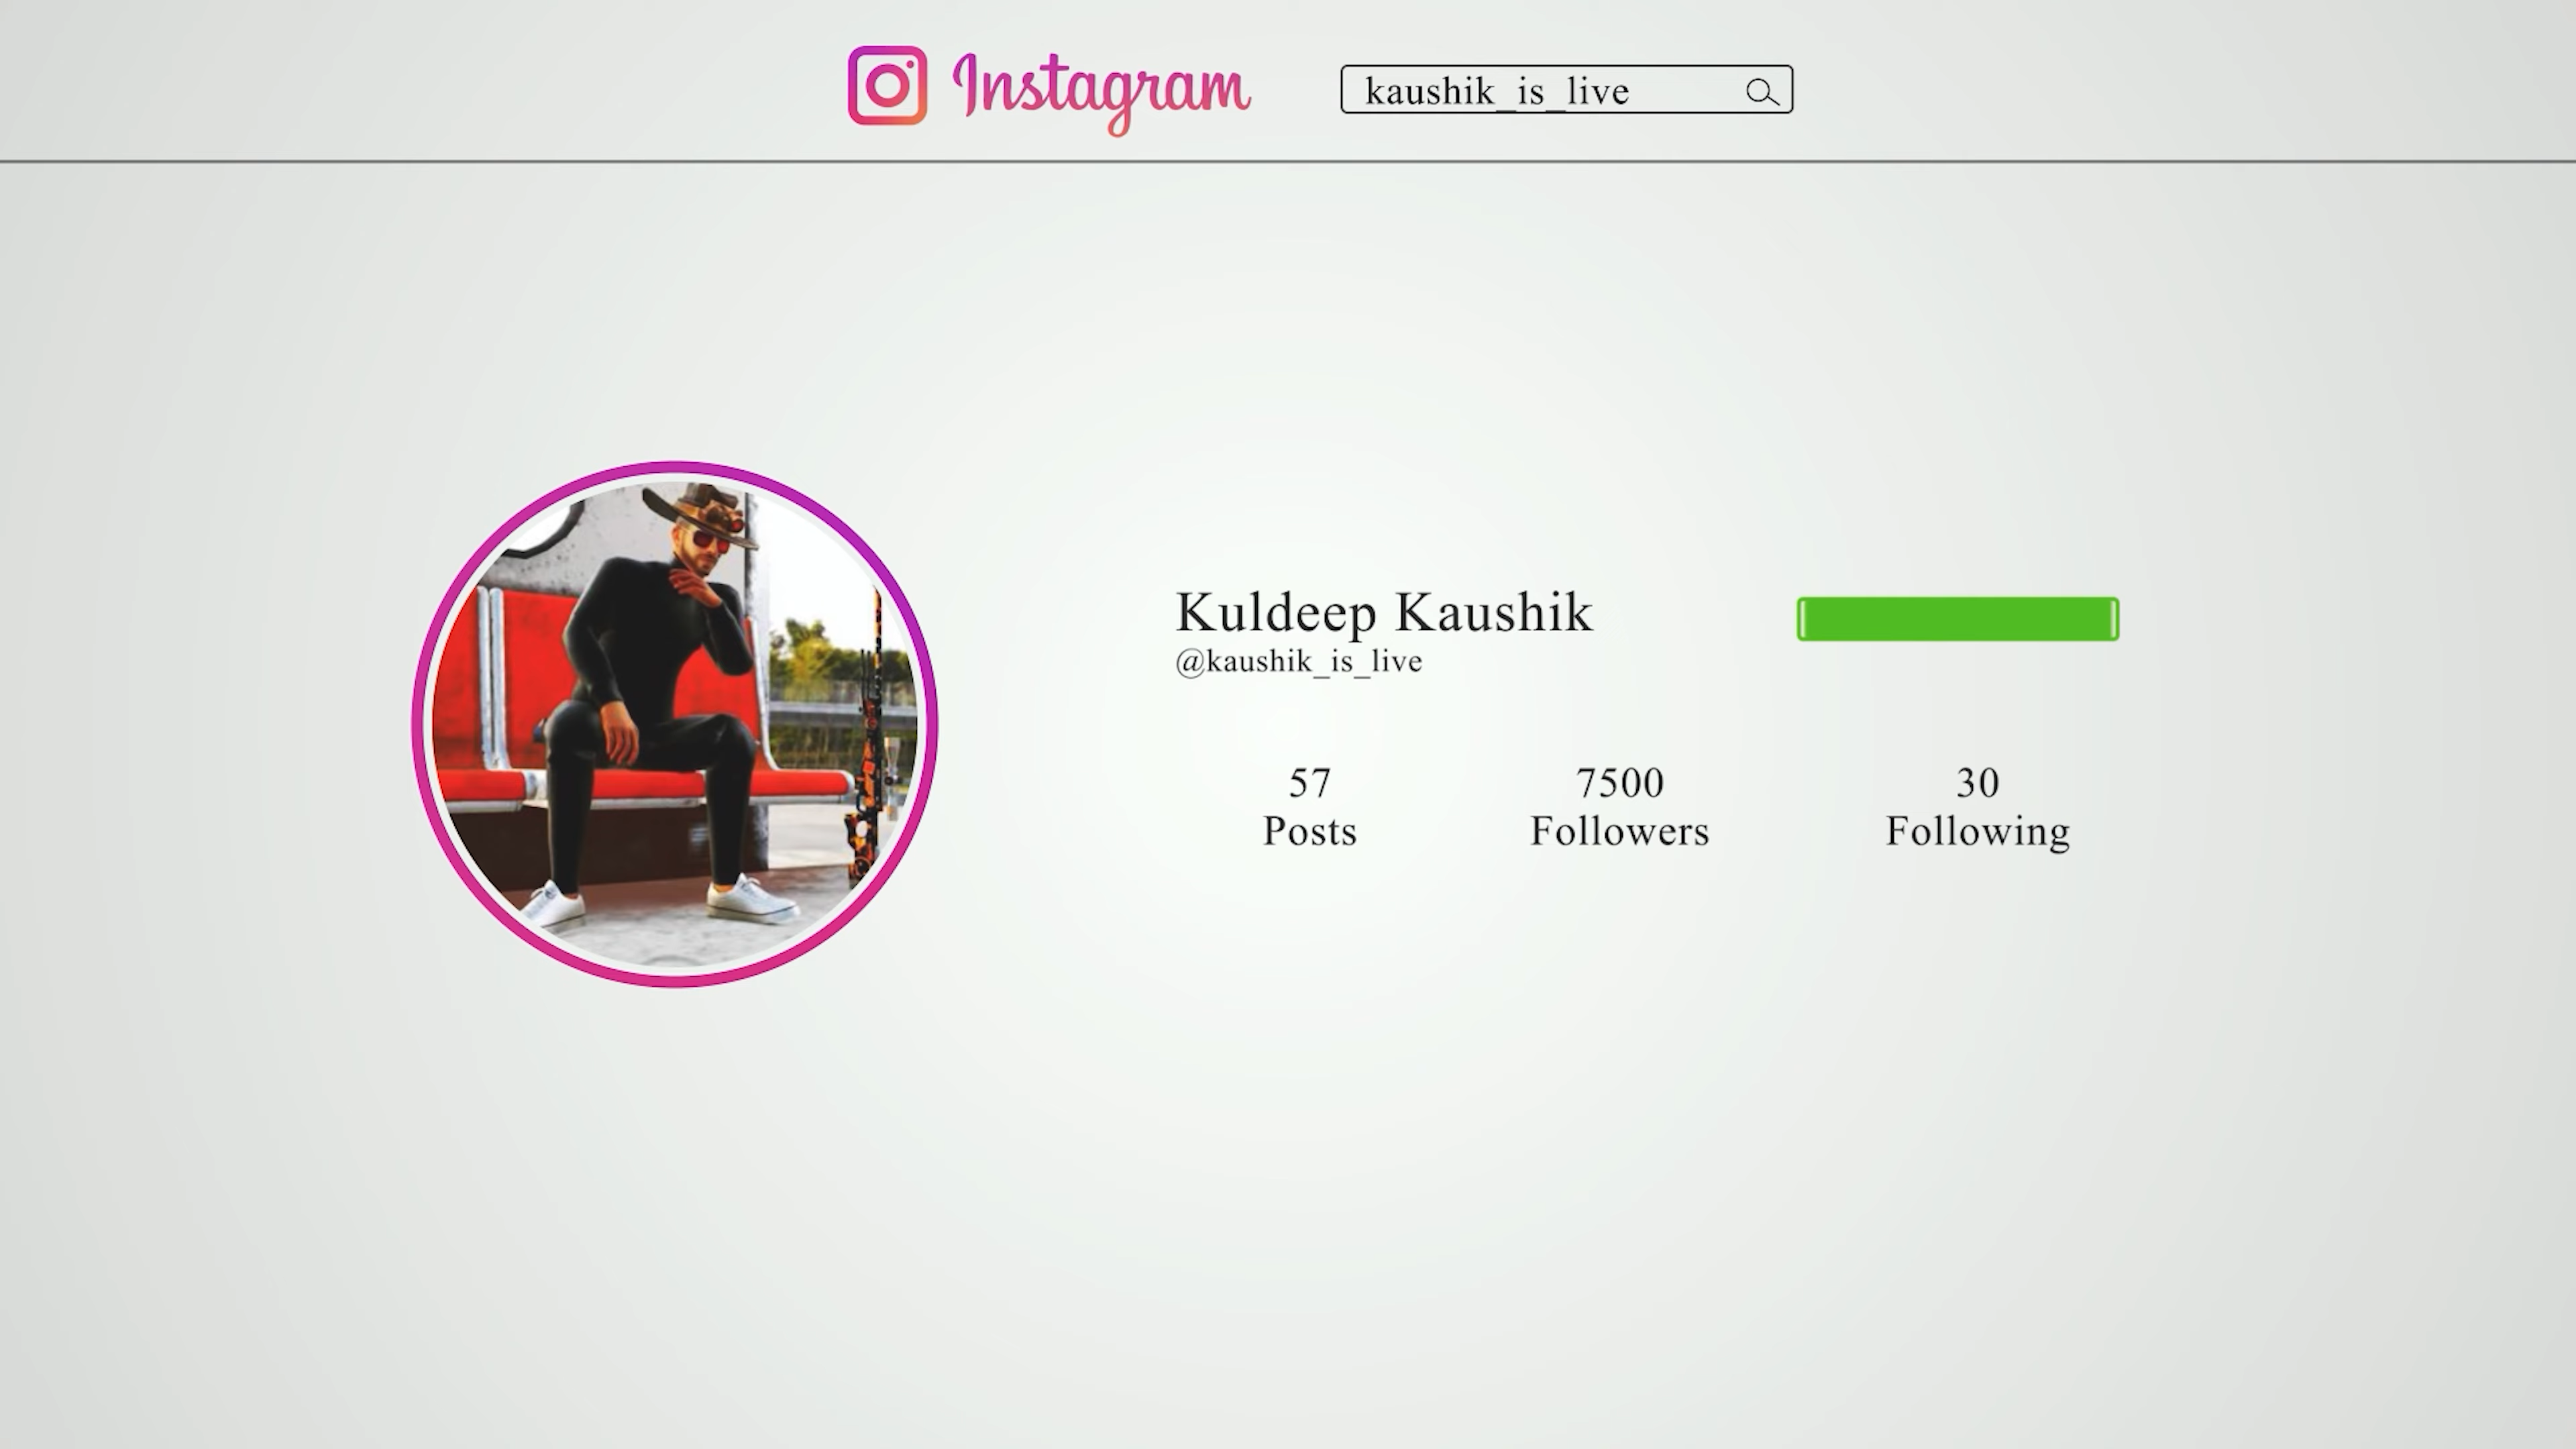 Instagram
kaushik_is_live
Kuldeep Kaushik
@kaushik_is_live
57
Posts
7500
Followers
30
Following